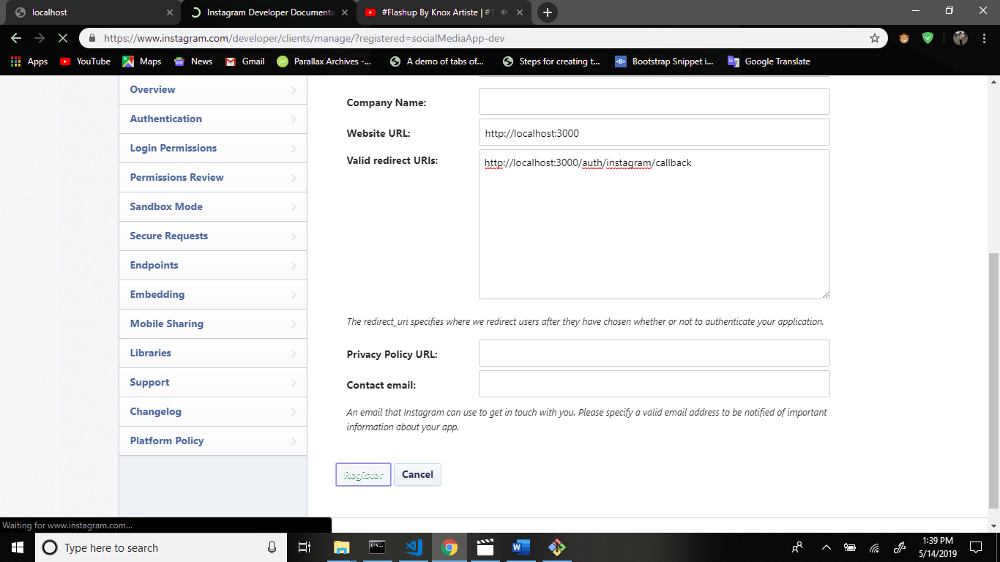 localhost
Instagram Developer Documenta
#Flashup By Knox Artiste | #1
https://www.instagram.com/developer/clients/manage/?registered=socialMediaApp-dev
Apps
YouTube
Maps
News
Gmail
Parallax Archives -...
A demo of tabs of...
Steps for creating t...
<B>
Bootstrap Snippet i...
Google Translate
Overview
Authentication
Login Permissions
Permissions Review
Sandbox Mode
Secure Requests
Endpoints
Embedding
Mobile Sharing
Libraries
Support
Changelog
Platform Policy
Company Name:
Website URL:
http://localhost:3000
Valid redirect URIs:
http://localhost:3000/auth/instagram/callback
The redirect_uri specifies where we redirect users after they have chosen whether or not to authenticate your application.
Privacy Policy URL:
Contact email:
An email that Instagram can use to get in touch with you. Please specify a valid email address to be notified of important
information about your app.
Register
Cancel
Waiting for www.instagram.com...
Type here to search
1:39 PM
5/14/2019